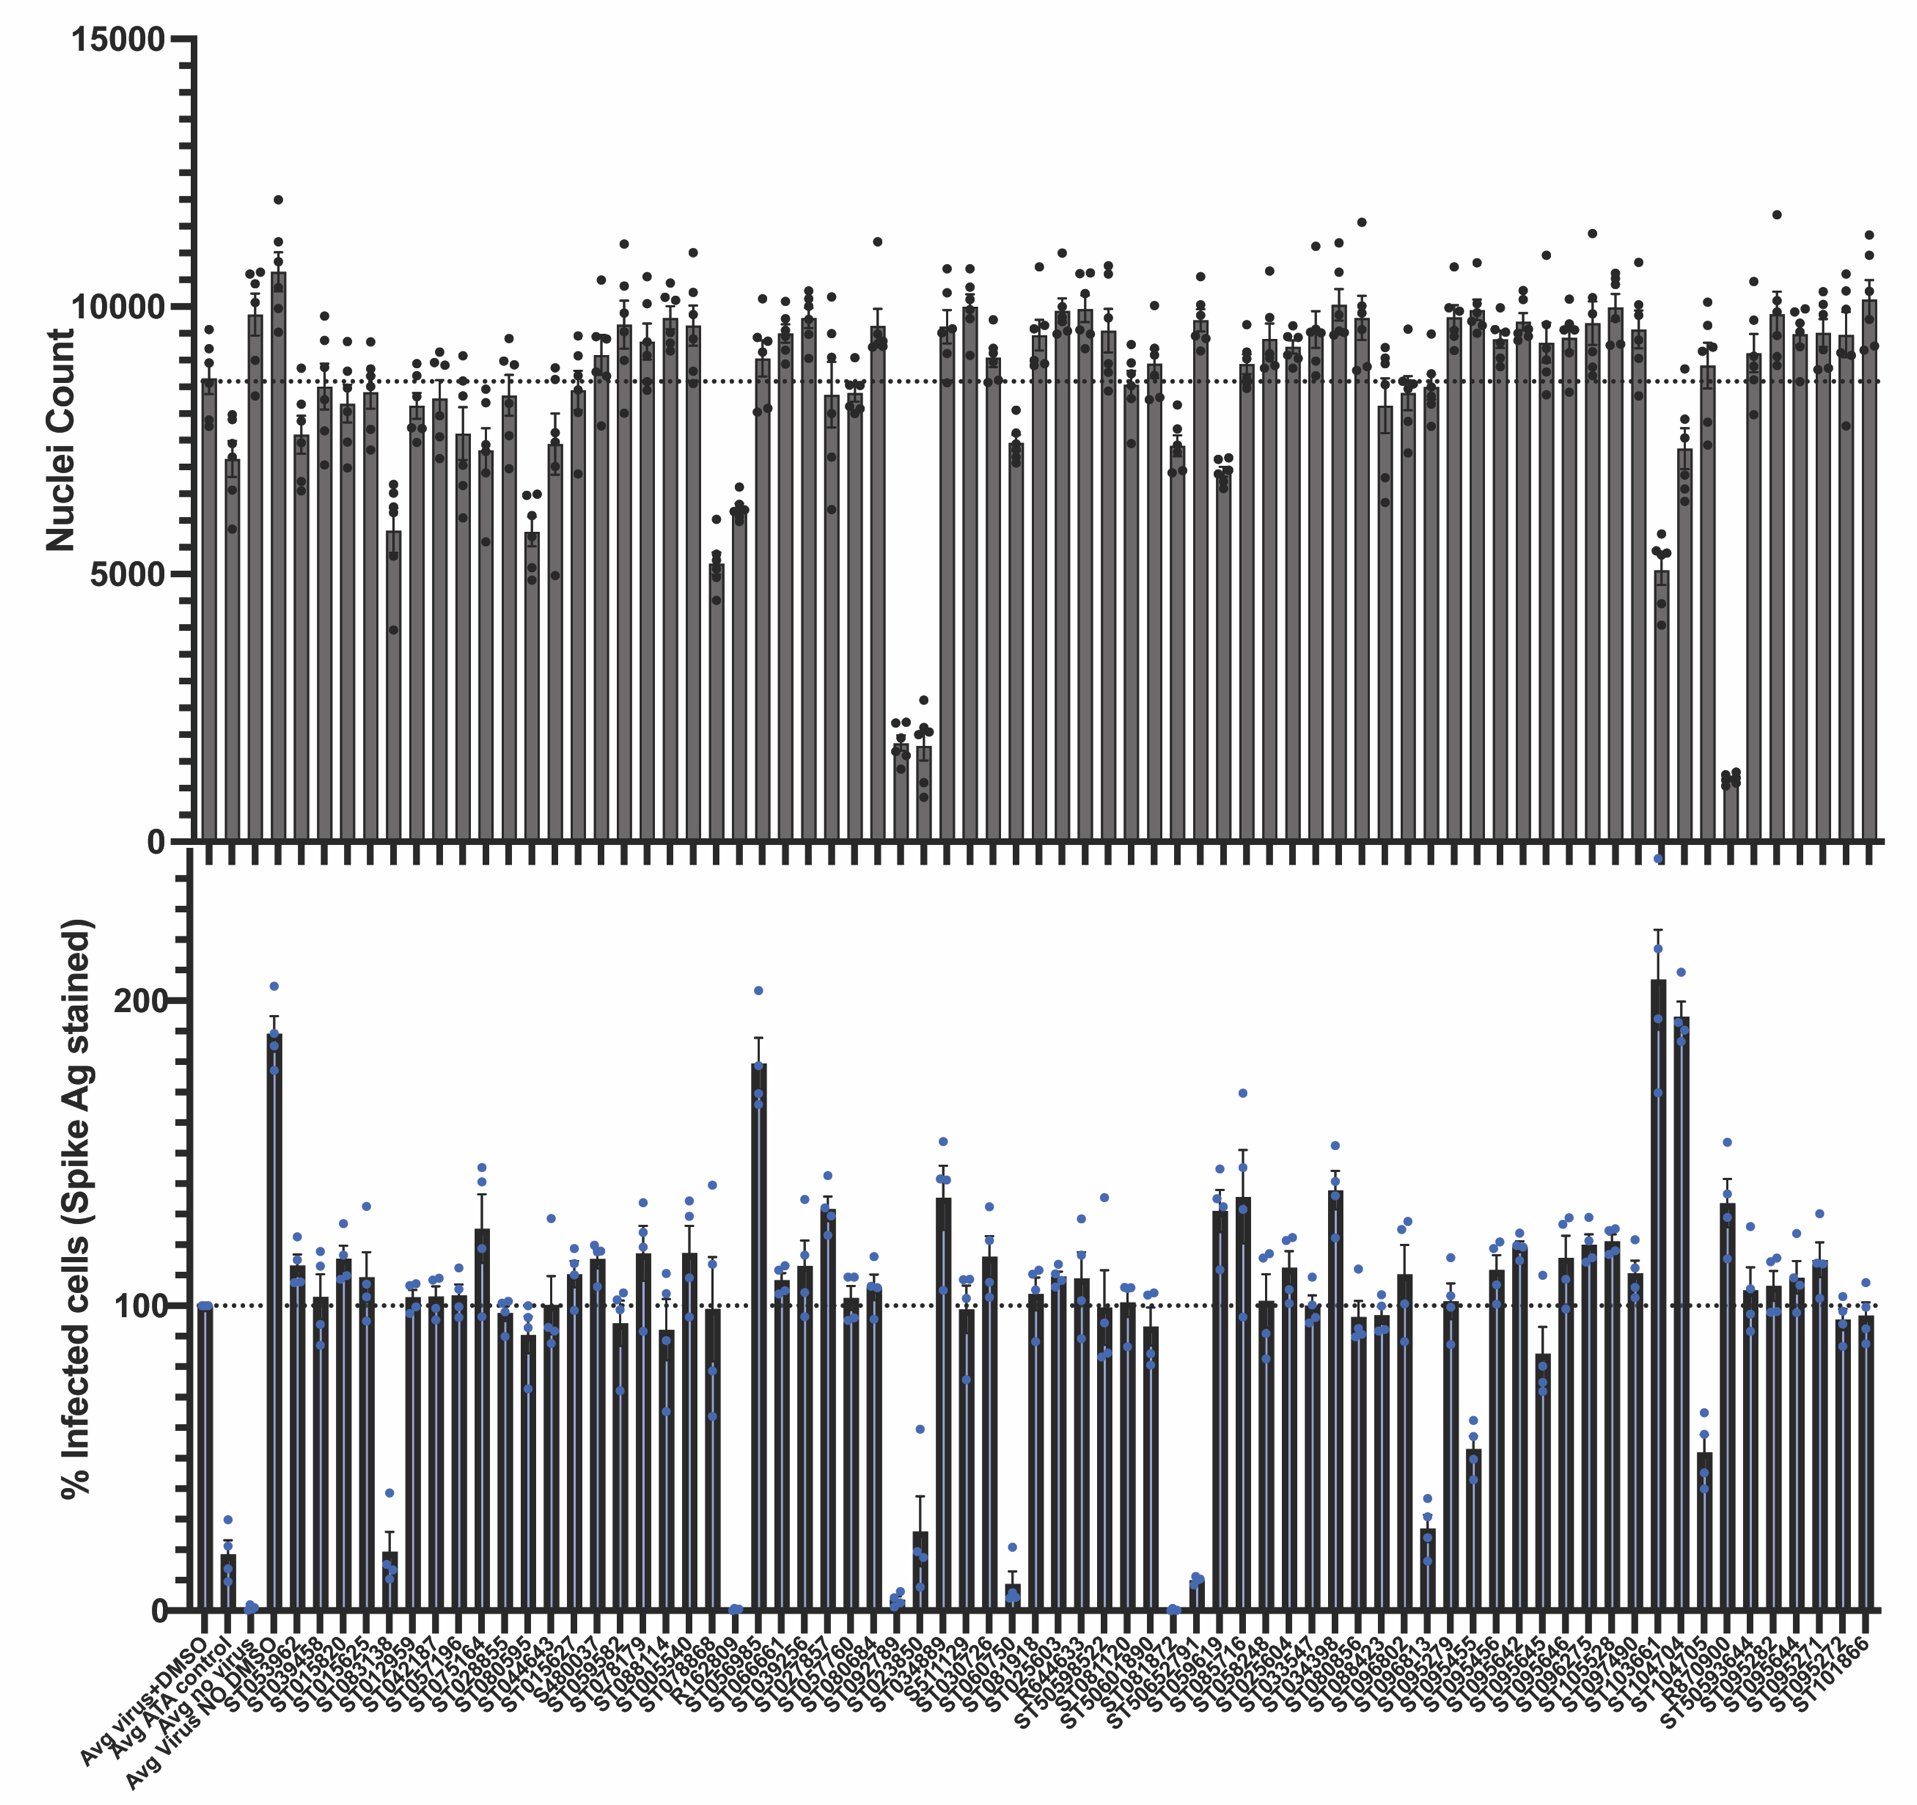 15000
10000
5000
0
Nuclei Count
200
100
0
% Infected cells (Spike Ag stained)
Avg virus+DMSO
Avg ATA control
Avg no virus
Avg Virus NO DMSO
ST053962
ST039458
ST015820
ST015625
ST083138
ST012959
ST042187
ST057196
ST075164
ST028855
ST080595
ST044643
ST015627
S480037
ST059582
ST078179
ST088114
ST005540
ST078868
R162809
ST056985
ST066661
ST039256
ST027857
ST057760
ST080684
ST092789
ST023850
ST034889
S571129
ST030726
ST060750
ST081918
ST025603
R644633
ST50598522
ST081120
ST50601890
ST081872
ST50552791
ST059619
ST085716
ST058248
ST025604
ST033547
ST034398
ST080856
ST088423
ST096802
ST096813
ST095279
ST095455
ST095456
ST095642
ST095645
ST095646
ST096275
ST105528
ST097490
ST103661
ST104704
ST104705
R870900
ST50593644
ST095282
ST095644
ST095271
ST095272
ST101866